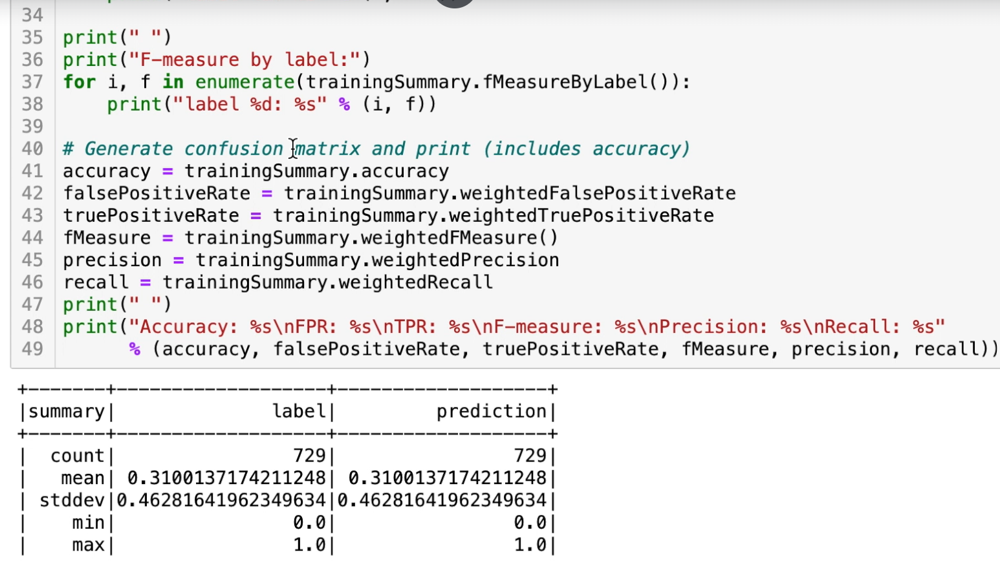 34
35 print(" ")
36 print("F-measure by label:")
37 for i, f in enumerate(trainingSummary.fMeasureByLabel()):
38     print("label %d: %s" % (i, f))
39
40 # Generate confusion matrix and print (includes accuracy)
41 accuracy = trainingSummary.accuracy
42 falsePositiveRate = trainingSummary.weightedFalsePositiveRate
43 truePositiveRate = trainingSummary.weightedTruePositiveRate
44 fMeasure = trainingSummary.weightedFMeasure()
45 precision = trainingSummary.weightedPrecision
46 recall = trainingSummary.weightedRecall
47 print(" ")
48 print("Accuracy: %s\nFPR: %s\nTPR: %s\nF-measure: %s\nPrecision: %s\nRecall: %s"
49       % (accuracy, falsePositiveRate, truePositiveRate, fMeasure, precision, recall))
+-------+-------------------+-------------------+
|summary|              label|         prediction|
+-------+-------------------+-------------------+
|  count|                729|                729|
|   mean| 0.3100137174211248| 0.3100137174211248|
| stddev|0.46281641962349634|0.46281641962349634|
|    min|                0.0|                0.0|
|    max|                1.0|                1.0|